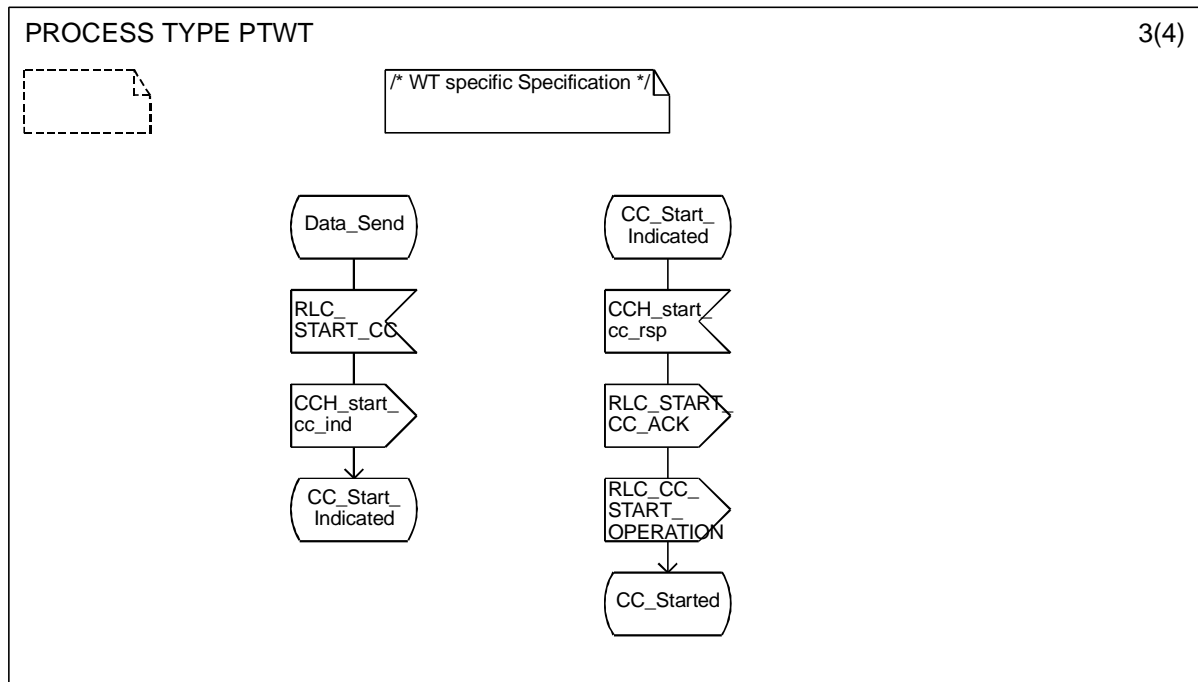 PROCESS TYPE PTWT
3(4)
/* WT specific Specification */
Data_Send
RLC_
START_CC
CCH_start_
cc_ind
CC_Start_
Indicated
CC_Start_
Indicated
CCH_start_
cc_rsp
RLC_START_
CC_ACK
RLC_CC_
START_
OPERATION
CC_Started